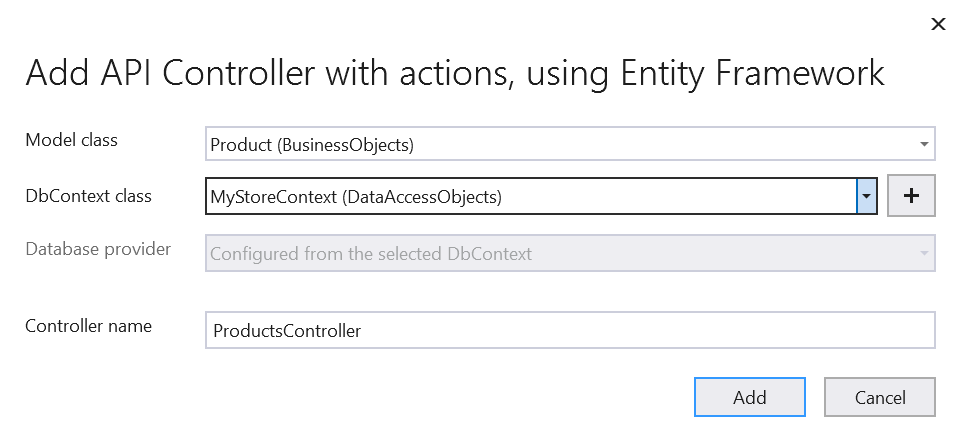 Add API Controller with actions, using Entity Framework
Model class
Product (BusinessObjects)
DbContext class
MyStoreContext (DataAccessObjects)
Database provider
Configured from the selected DbContext
Controller name
ProductsController
Add
Cancel